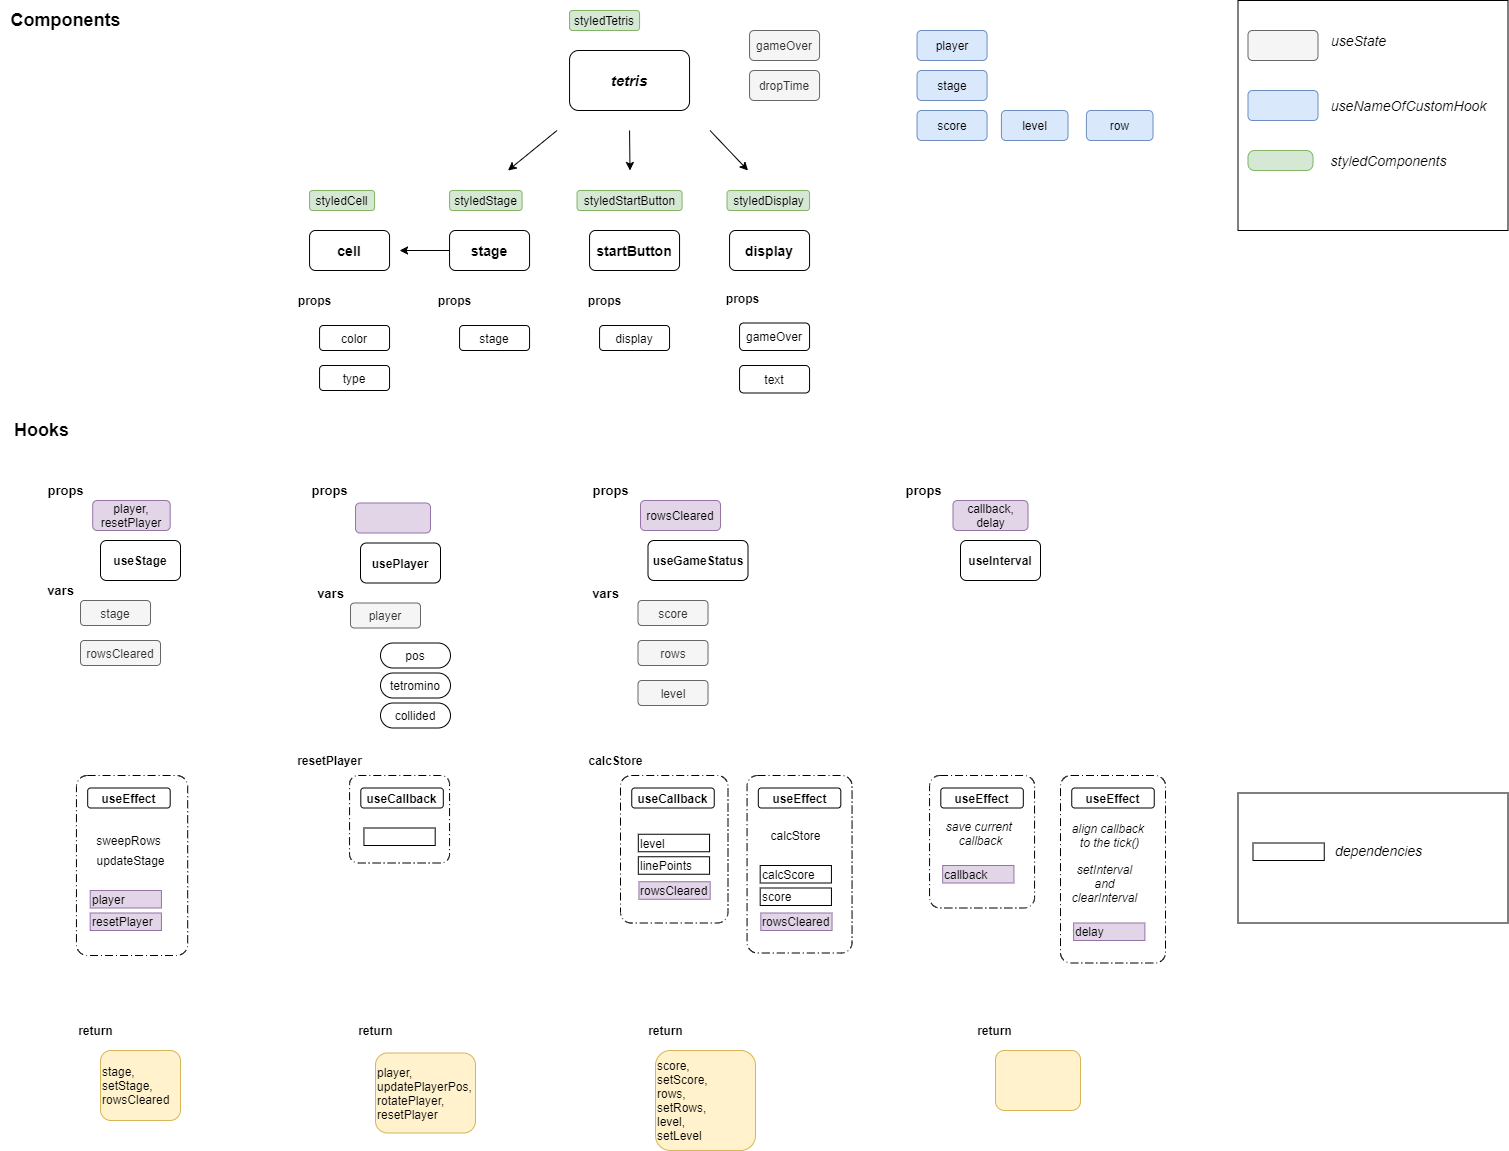 Components
styledTetris
tetris
gameOver
dropTime
player
stage
score
level
row
useState
useNameOfCustomHook
styledComponents
styledCell
styledStage
styledStartButton
styledDisplay
cell
stage
startButton
display
props
props
props
props
color
stage
display
gameOver
type
text
Hooks
props
player,
resetPlayer
useStage
vars
stage
rowsCleared
props
usePlayer
vars
player
pos
tetromino
collided
props
rowsCleared
useGameStatus
vars
score
rows
level
props
callback,
delay
useInterval
useEffect
sweepRows
updateStage
player
resetPlayer
resetPlayer
useCallback
calcStore
useCallback
level
linePoints
rowsCleared
useEffect
calcStore
calcScore
score
rowsCleared
useEffect
save current
callback
callback
useEffect
align callback
to the tick()
setInterval
and
clearInterval
delay
dependencies
return
stage,
setStage,
rowsCleared
return
player,
updatePlayerPos,
rotatePlayer,
resetPlayer
return
score,
setScore,
rows,
setRows,
level,
setLevel
return